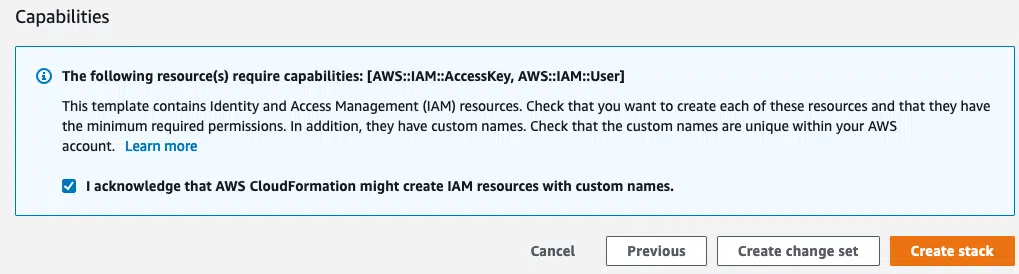 Capabilities
The following resource(s) require capabilities: [AWS::IAM::AccessKey, AWS::IAM::User]
This template contains Identity and Access Management (IAM) resources. Check that you want to create each of these resources and that they have
the minimum required permissions. In addition, they have custom names. Check that the custom names are unique within your AWS
account. Learn more
I acknowledge that AWS CloudFormation might create IAM resources with custom names.
Cancel Previous Create change set Create stack